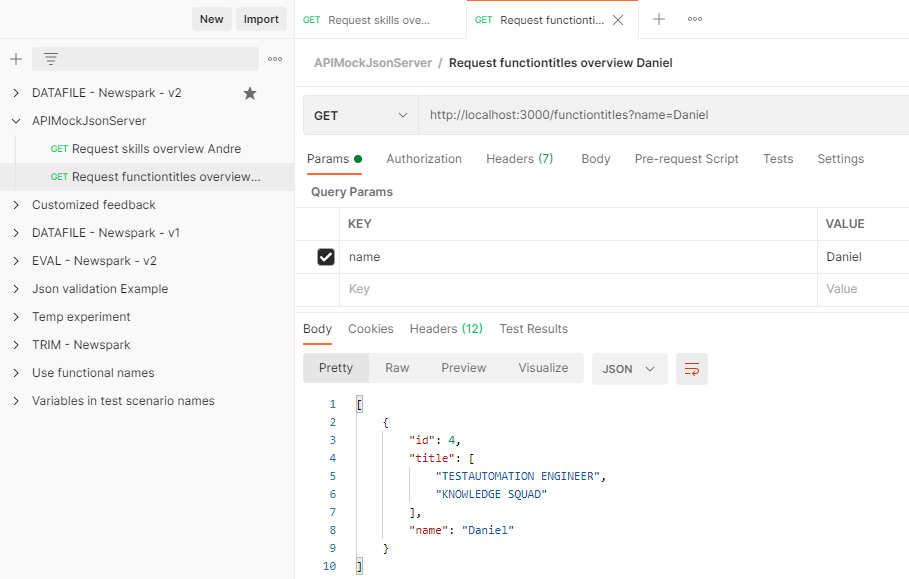 New Import
DATAFILE - Newspark - v2
APIMockJsonServer
GET Request skills overview Andre
GET Request functiontitles overview...
Customized feedback
DATAFILE - Newspark - v1
EVAL - Newspark - v2
Json validation Example
Temp experiment
TRIM - Newspark
Use functional names
Variables in test scenario names
GET Request skills ove... GET Request functionti...
APIMockJsonServer / Request functiontitles overview Daniel
GET http://localhost:3000/functiontitles?name=Daniel
Params Authorization Headers (7) Body Pre-request Script Tests Settings
Query Params
KEY VALUE
name Daniel
Key Value
Body Cookies Headers (12) Test Results
Pretty Raw Preview Visualize JSON
1 [
2 {
3 "id": 4,
4 "title": [
5 "TESTAUTOMATION ENGINEER",
6 "KNOWLEDGE SQUAD"
7 ],
8 "name": "Daniel"
9 }
10 ]